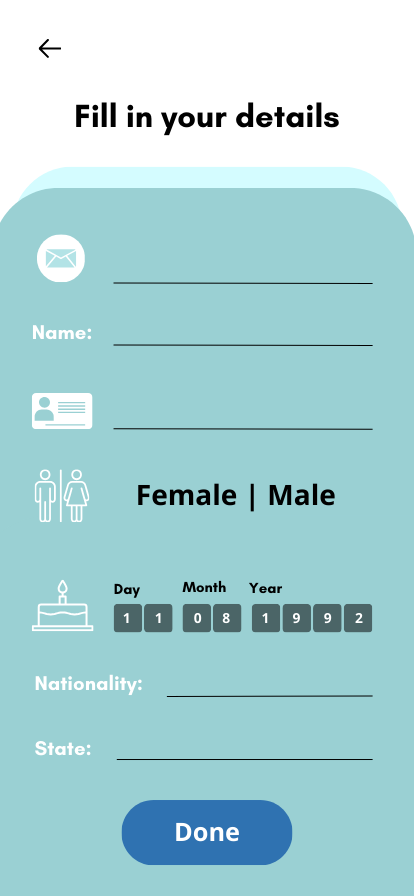 Fill in your details
Name:
Female | Male
Day Month Year
1 1 0 8 1 9 9 2
Nationality:
State:
Done